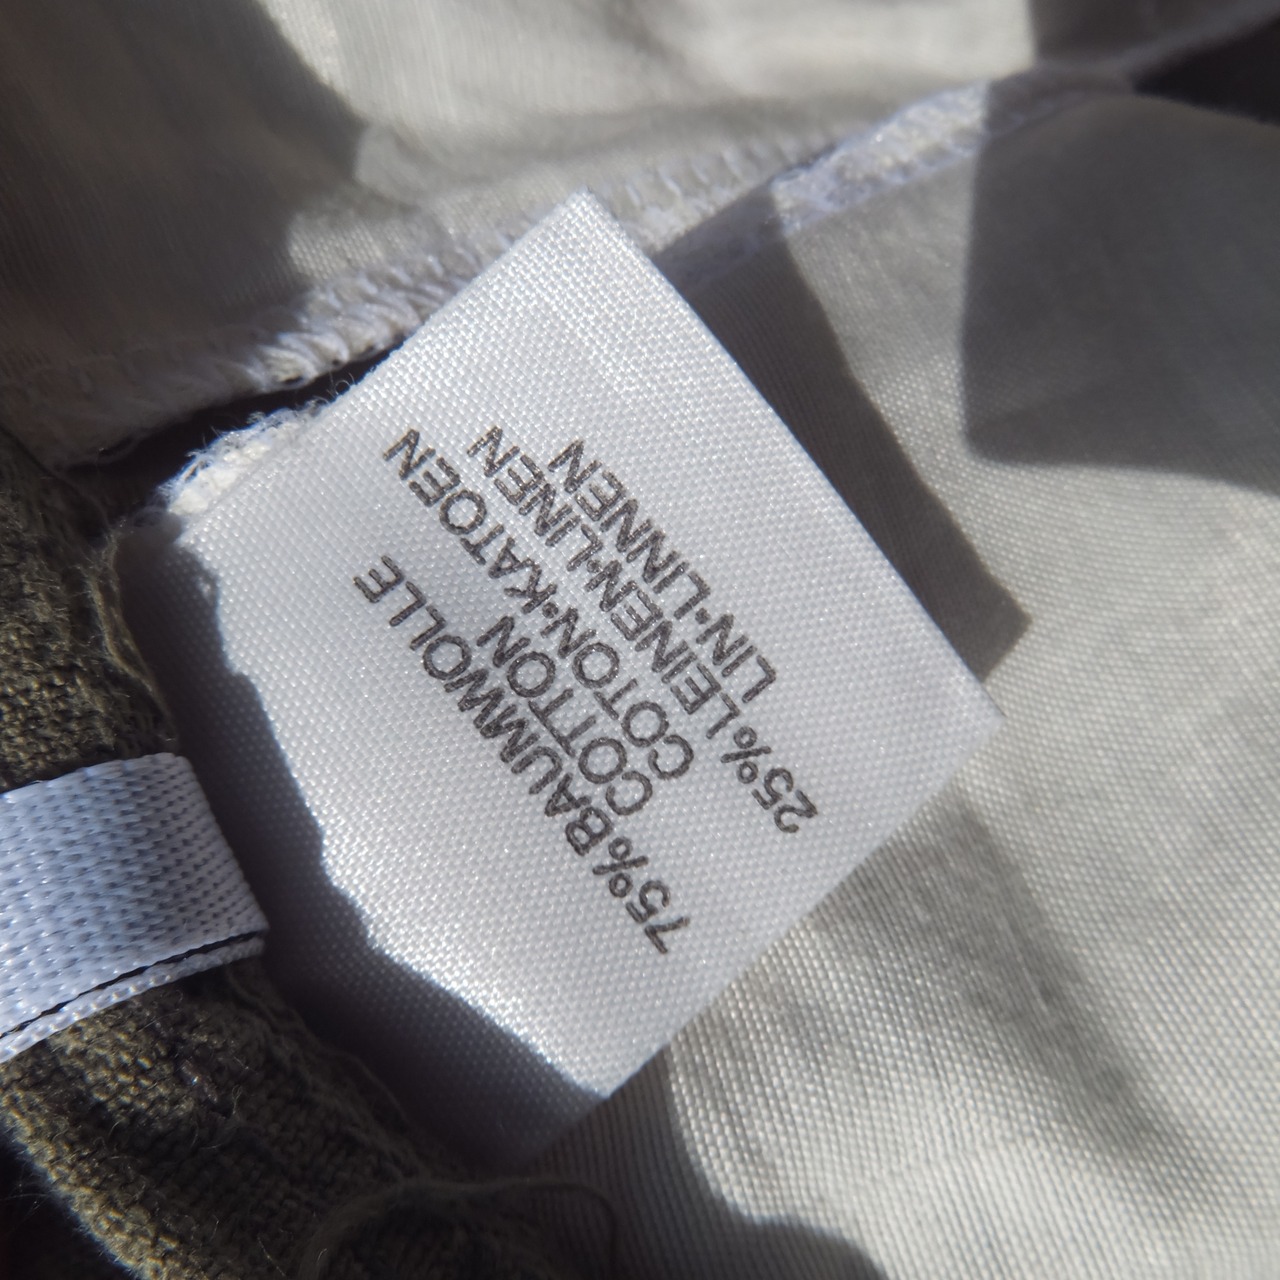 75%BAUMWOLLE
COTTON
COTON·KATOEN
25%LEINEN·LINEN
LIN·LINNEN